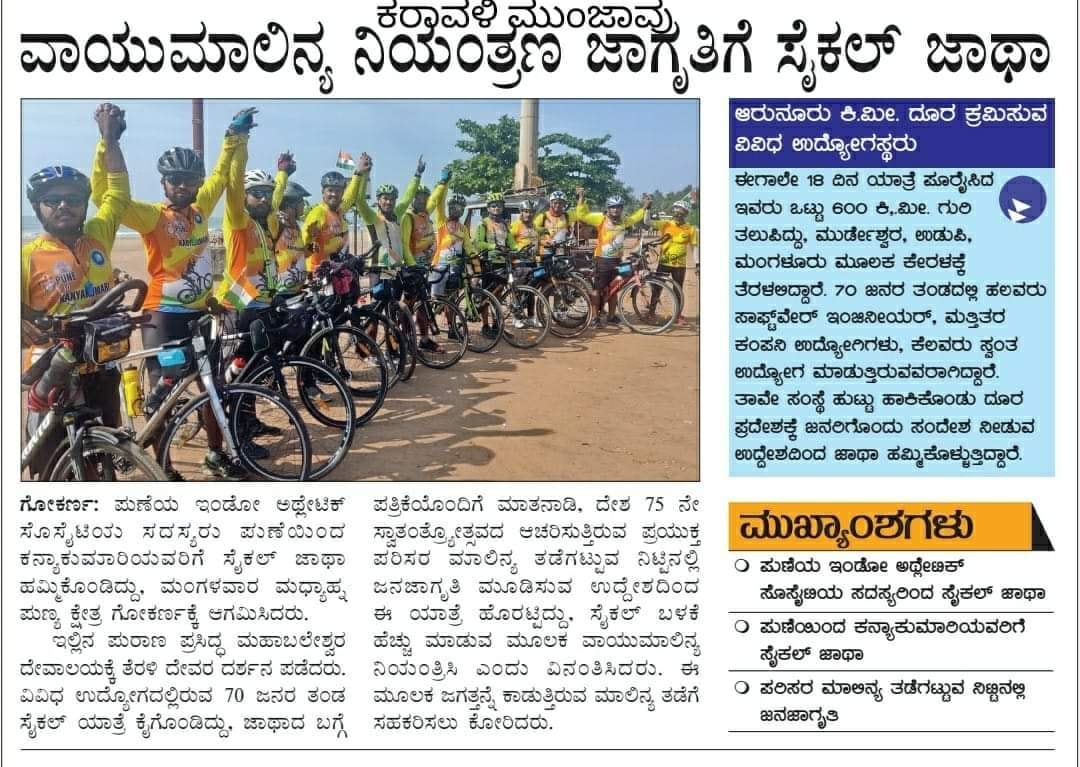 ಕರಾವಳಿ ಮುಂಜಾವು
ವಾಯುಮಾಲಿನ್ಯ ನಿಯಂತ್ರಣ ಜಾಗೃತಿಗೆ ಸೈಕಲ್ ಜಾಥಾ
PUNE
KANYAKUMARI
ಗೋಕರ್ಣ: ಪುಣೆಯ ಇಂಡೋ ಅಥ್ಲೇಟಿಕ್
ಸೊಸೈಟಿಯ ಸದಸ್ಯರು ಪುಣೆಯಿಂದ
ಕನ್ಯಾಕುಮಾರಿಯವರಿಗೆ ಸೈಕಲ್ ಜಾಥಾ
ಹಮ್ಮಿಕೊಂಡಿದ್ದು, ಮಂಗಳವಾರ ಮಧ್ಯಾಹ್ನ
ಪುಣ್ಯ ಕ್ಷೇತ್ರ ಗೋಕರ್ಣಕ್ಕೆ ಆಗಮಿಸಿದರು.
ಇಲ್ಲಿನ ಪುರಾಣ ಪ್ರಸಿದ್ಧ ಮಹಾಬಲೇಶ್ವರ
ದೇವಾಲಯಕ್ಕೆ ತೆರಳಿ ದೇವರ ದರ್ಶನ ಪಡೆದರು.
ವಿವಿಧ ಉದ್ಯೋಗದಲ್ಲಿರುವ 70 ಜನರ ತಂಡ
ಸೈಕಲ್ ಯಾತ್ರೆ ಕೈಗೊಂಡಿದ್ದು, ಜಾಥಾದ ಬಗ್ಗೆ
ಪತ್ರಿಕೆಯೊಂದಿಗೆ ಮಾತನಾಡಿ, ದೇಶ 75 ನೇ
ಸ್ವಾತಂತ್ರ್ಯೋತ್ಸವದ ಆಚರಿಸುತ್ತಿರುವ ಪ್ರಯುಕ್ತ
ಪರಿಸರ ಮಾಲಿನ್ಯ ತಡೆಗಟ್ಟುವ ನಿಟ್ಟಿನಲ್ಲಿ
ಜನಜಾಗೃತಿ ಮೂಡಿಸುವ ಉದ್ದೇಶದಿಂದ
ಈ ಯಾತ್ರೆ ಹೊರಟ್ಟಿದ್ದು, ಸೈಕಲ್ ಬಳಕೆ
ಹೆಚ್ಚು ಮಾಡುವ ಮೂಲಕ ವಾಯುಮಾಲಿನ್ಯ
ನಿಯಂತ್ರಿಸಿ ಎಂದು ವಿನಂತಿಸಿದರು. ಈ
ಮೂಲಕ ಜಗತ್ತನ್ನೆ ಕಾಡುತ್ತಿರುವ ಮಾಲಿನ್ಯ ತಡೆಗೆ
ಸಹಕರಿಸಲು ಕೋರಿದರು.
ಆರುನೂರು ಕಿ.ಮೀ. ದೂರ ಕ್ರಮಿಸುವ
ವಿವಿಧ ಉದ್ಯೋಗಸ್ಥರು
ಈಗಾಲೇ 18 ದಿನ ಯಾತ್ರೆ ಪೂರೈಸಿದ
ಇವರು ಒಟ್ಟು 600 ಕಿ,.ಮೀ. ಗುರಿ
ತಲುಪಿದ್ದು, ಮುರ್ಡೇಶ್ವರ, ಉಡುಪಿ,
ಮಂಗಳೂರು ಮೂಲಕ ಕೇರಳಕ್ಕೆ
ತೆರಳಲಿದ್ದಾರೆ. 70 ಜನರ ತಂಡದಲ್ಲಿ ಹಲವರು
ಸಾಫ್ಟ್‌ವೇರ್ ಇಂಜಿನೀಯರ್, ಮತ್ತಿತರ
ಕಂಪನಿ ಉದ್ಯೋಗಿಗಳು, ಕೆಲವರು ಸ್ವಂತ
ಉದ್ಯೋಗ ಮಾಡುತ್ತಿರುವವರಾಗಿದ್ದಾರೆ.
ತಾವೇ ಸಂಸ್ಥೆ ಹುಟ್ಟು ಹಾಕಿಕೊಂಡು ದೂರ
ಪ್ರದೇಶಕ್ಕೆ ಜನರಿಗೊಂದು ಸಂದೇಶ ನೀಡುವ
ಉದ್ದೇಶದಿಂದ ಜಾಥಾ ಹಮ್ಮಿಕೊಳ್ಳುತ್ತಿದ್ದಾರೆ.
ಮುಖ್ಯಾಂಶಗಳು
❍ ಪುಣೆಯ ಇಂಡೋ ಅಥ್ಲೇಟಿಕ್
ಸೊಸೈಟಿಯ ಸದಸ್ಯರಿಂದ ಸೈಕಲ್ ಜಾಥಾ
❍ ಪುಣೆಯಿಂದ ಕನ್ಯಾಕುಮಾರಿಯವರಿಗೆ
ಸೈಕಲ್ ಜಾಥಾ
❍ ಪರಿಸರ ಮಾಲಿನ್ಯ ತಡೆಗಟ್ಟುವ ನಿಟ್ಟಿನಲ್ಲಿ
ಜನಜಾಗೃತಿ